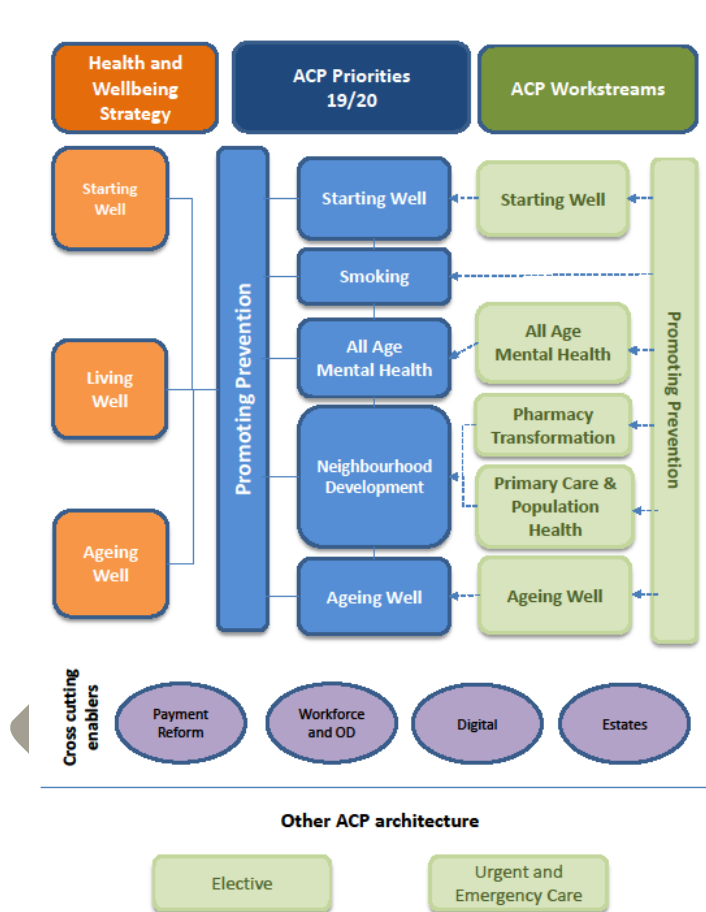 Health and
Wellbeing
Strategy
ACP Priorities
19/20
ACP Workstreams
Starting
Well
Living
Well
Ageing
Well
Promoting Prevention
Starting Well
Smoking
All Age
Mental Health
Neighbourhood
Development
Ageing Well
Starting Well
All Age
Mental Health
Pharmacy
Transformation
Primary Care &
Population
Health
Ageing Well
Promoting Prevention
Cross cutting
enablers
Payment
Reform
Workforce
and OD
Digital
Estates
Other ACP architecture
Elective
Urgent and
Emergency Care